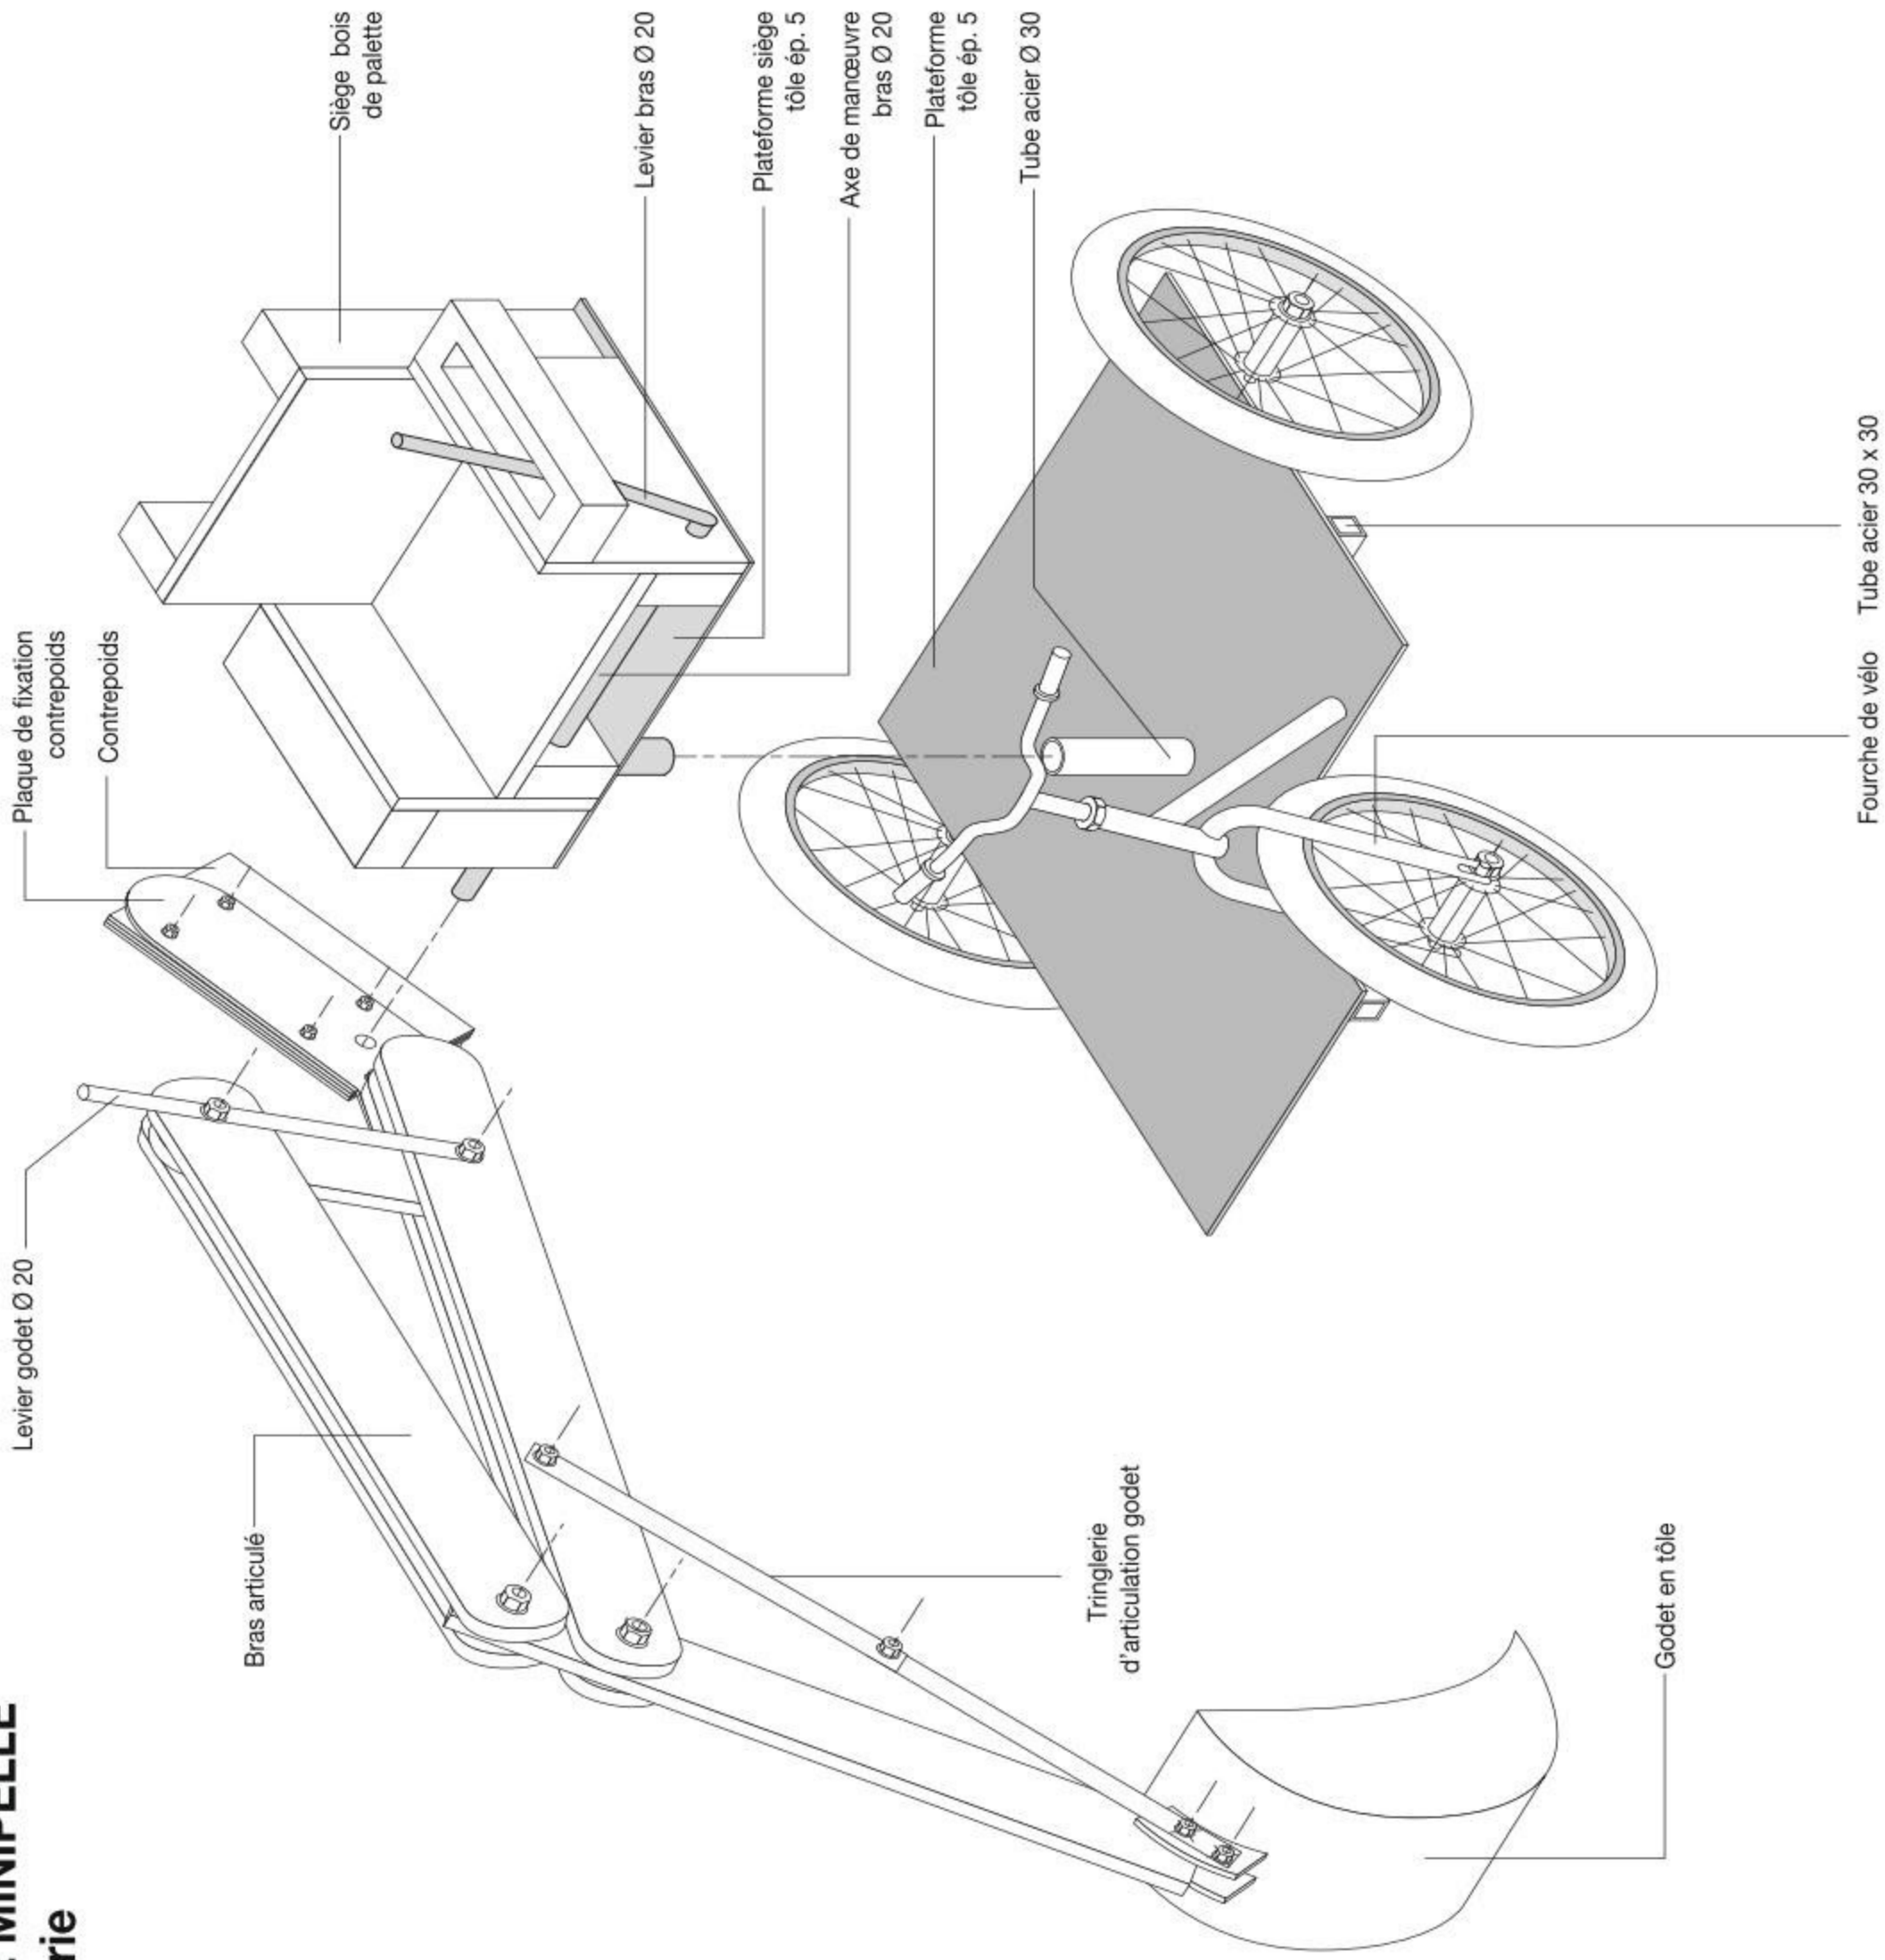 MINIPELLE
rie
Levier godet Ø 20
Plaque de fixation
contrepoids
Contrepoids
Siège bois
de palette
Bras articulé
Levier bras Ø 20
Plateforme siège
tôle ép. 5
Axe de manœuvre
bras Ø 20
Plateforme
tôle ép. 5
Tube acier Ø 30
Tringlerie
d'articulation godet
Godet en tôle
Fourche de vélo
Tube acier 30 x 30